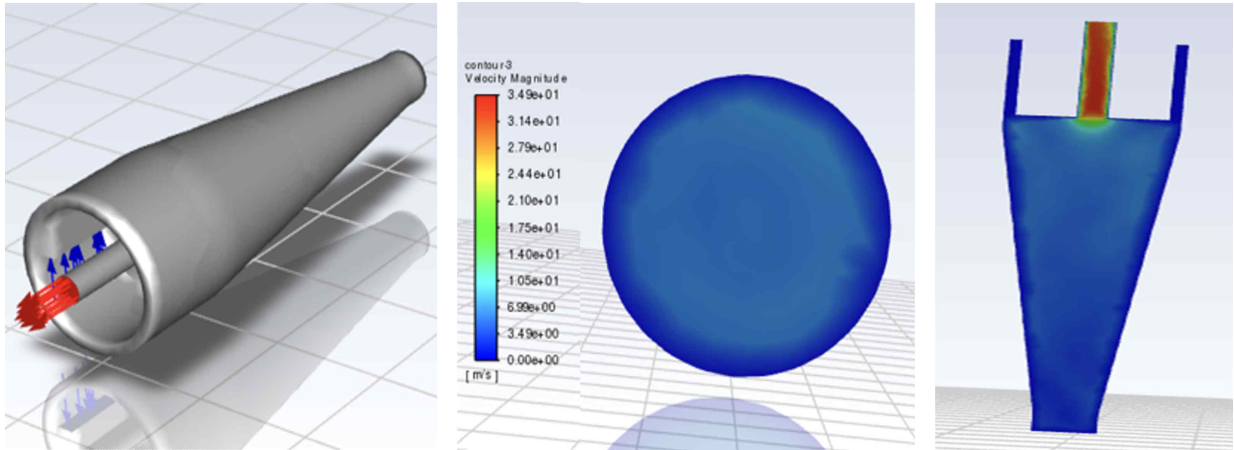 contour-3
Velocity Magnitude
3.49e+01
3.14e+01
2.79e+01
2.44e+01
2.10e+01
1.75e+01
1.40e+01
1.05e+01
6.99e+00
3.49e+00
0.00e+00
[ m/s ]